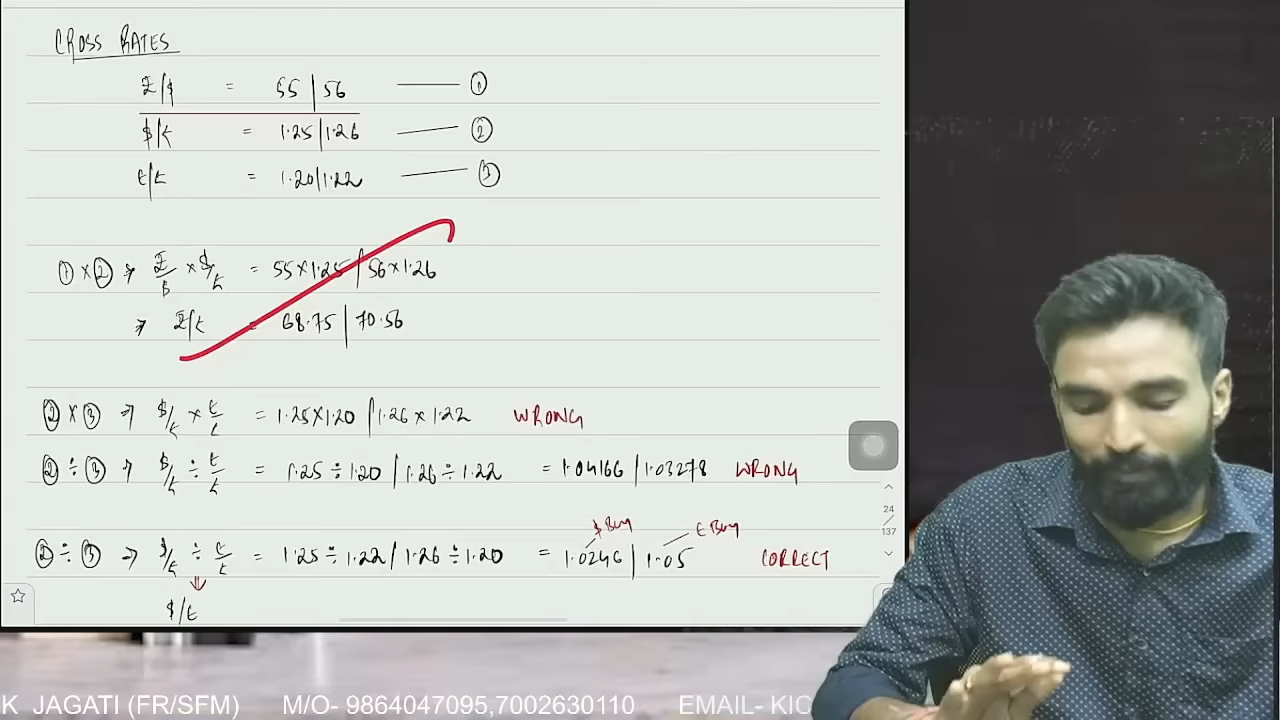 CROSS RATES
₹/$ = 55 | 56 ——— ①
$/£ = 1.25 | 1.26 —— ②
€/£ = 1.20 | 1.22 —— ③
① × ② ⇒ ₹/$ × $/£ = 55 × 1.25 | 56 × 1.26
⇒ ₹/£ = 68.75 | 70.56
② × ③ ⇒ $/£ × €/£ = 1.25 × 1.20 | 1.26 × 1.22 WRONG
② ÷ ③ ⇒ $/£ ÷ €/£ = 1.25 ÷ 1.20 / 1.26 ÷ 1.22 = 1.04166 | 1.03278 WRONG
$ Buy € Buy
② ÷ ③ ⇒ $/£ ÷ €/£ = 1.25 ÷ 1.22 / 1.26 ÷ 1.20 = 1.0246 | 1.05 CORRECT
$/€
24
137
K JAGATI (FR/SFM) M/O- 9864047095,7002630110 EMAIL- KIC